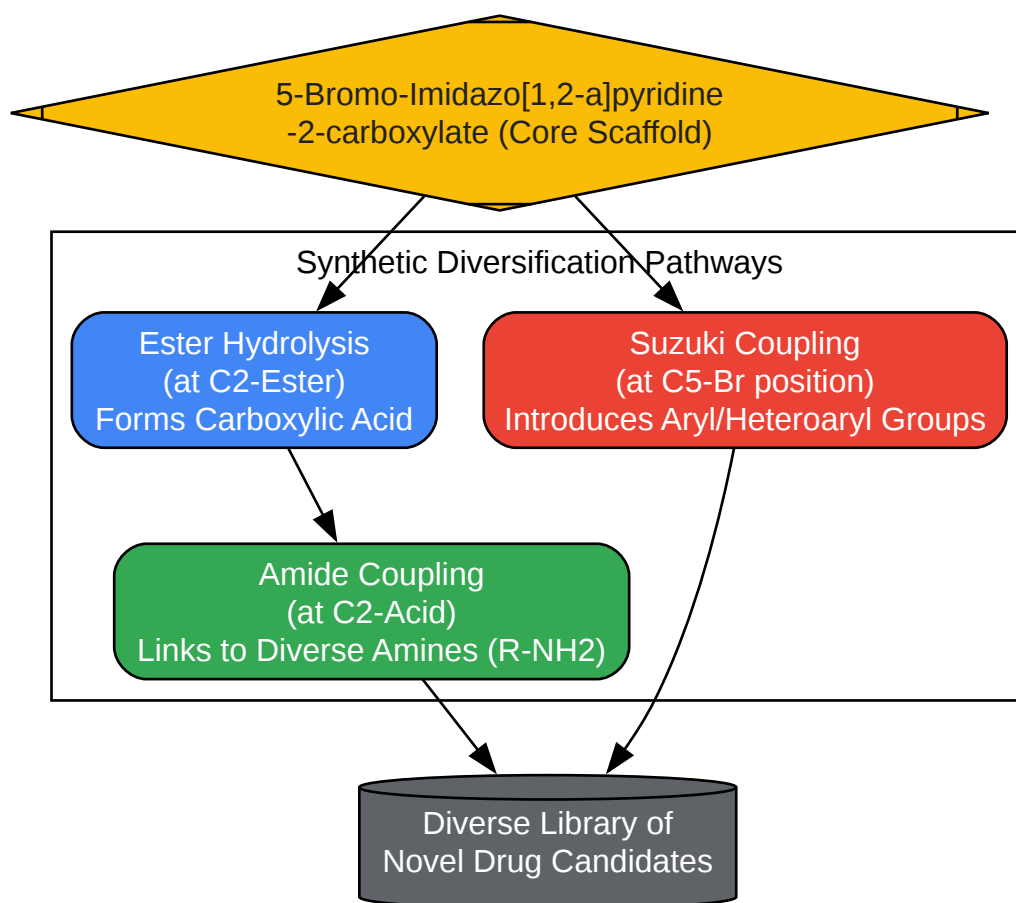 5-Bromo-Imidazo[1,2-a]pyridine
-2-carboxylate (Core Scaffold)
Synthetic Diversification Pathways
Ester Hydrolysis
(at C2-Ester)
Forms Carboxylic Acid
Suzuki Coupling
(at C5-Br position)
Introduces Aryl/Heteroaryl Groups
Amide Coupling
(at C2-Acid)
Links to Diverse Amines (R-NH2)
Diverse Library of
Novel Drug Candidates